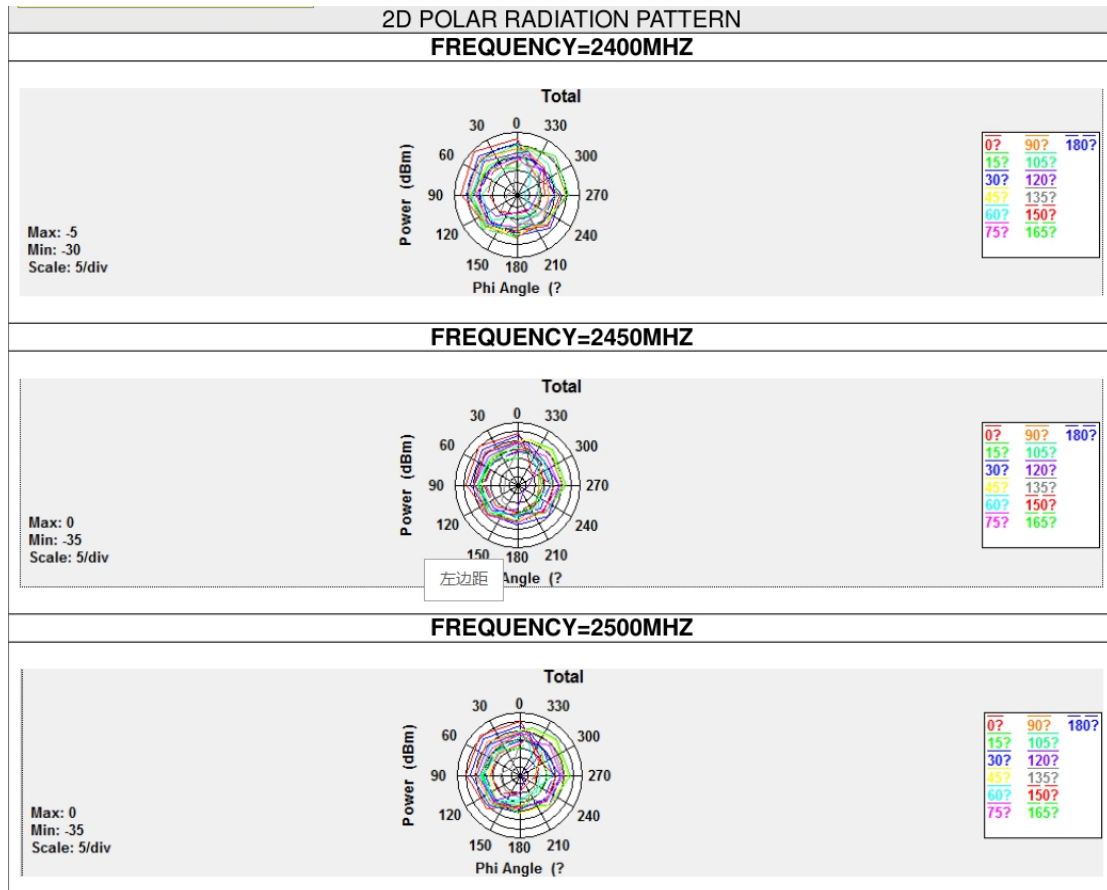 2D POLAR RADIATION PATTERN
FREQUENCY=2400MHZ
Total
0
30 330
60 300
90 270
120 240
150 180 210
Power (dBm)
Phi Angle (?
Max: -5
Min: -30
Scale: 5/div
0? 90? 180?
15? 105?
30? 120?
45? 135?
60? 150?
75? 165?
FREQUENCY=2450MHZ
Total
0
30 330
60 300
90 270
120 240
150 180 210
Power (dBm)
Angle (?
左边距
Max: 0
Min: -35
Scale: 5/div
0? 90? 180?
15? 105?
30? 120?
45? 135?
60? 150?
75? 165?
FREQUENCY=2500MHZ
Total
0
30 330
60 300
90 270
120 240
150 180 210
Power (dBm)
Phi Angle (?
Max: 0
Min: -35
Scale: 5/div
0? 90? 180?
15? 105?
30? 120?
45? 135?
60? 150?
75? 165?